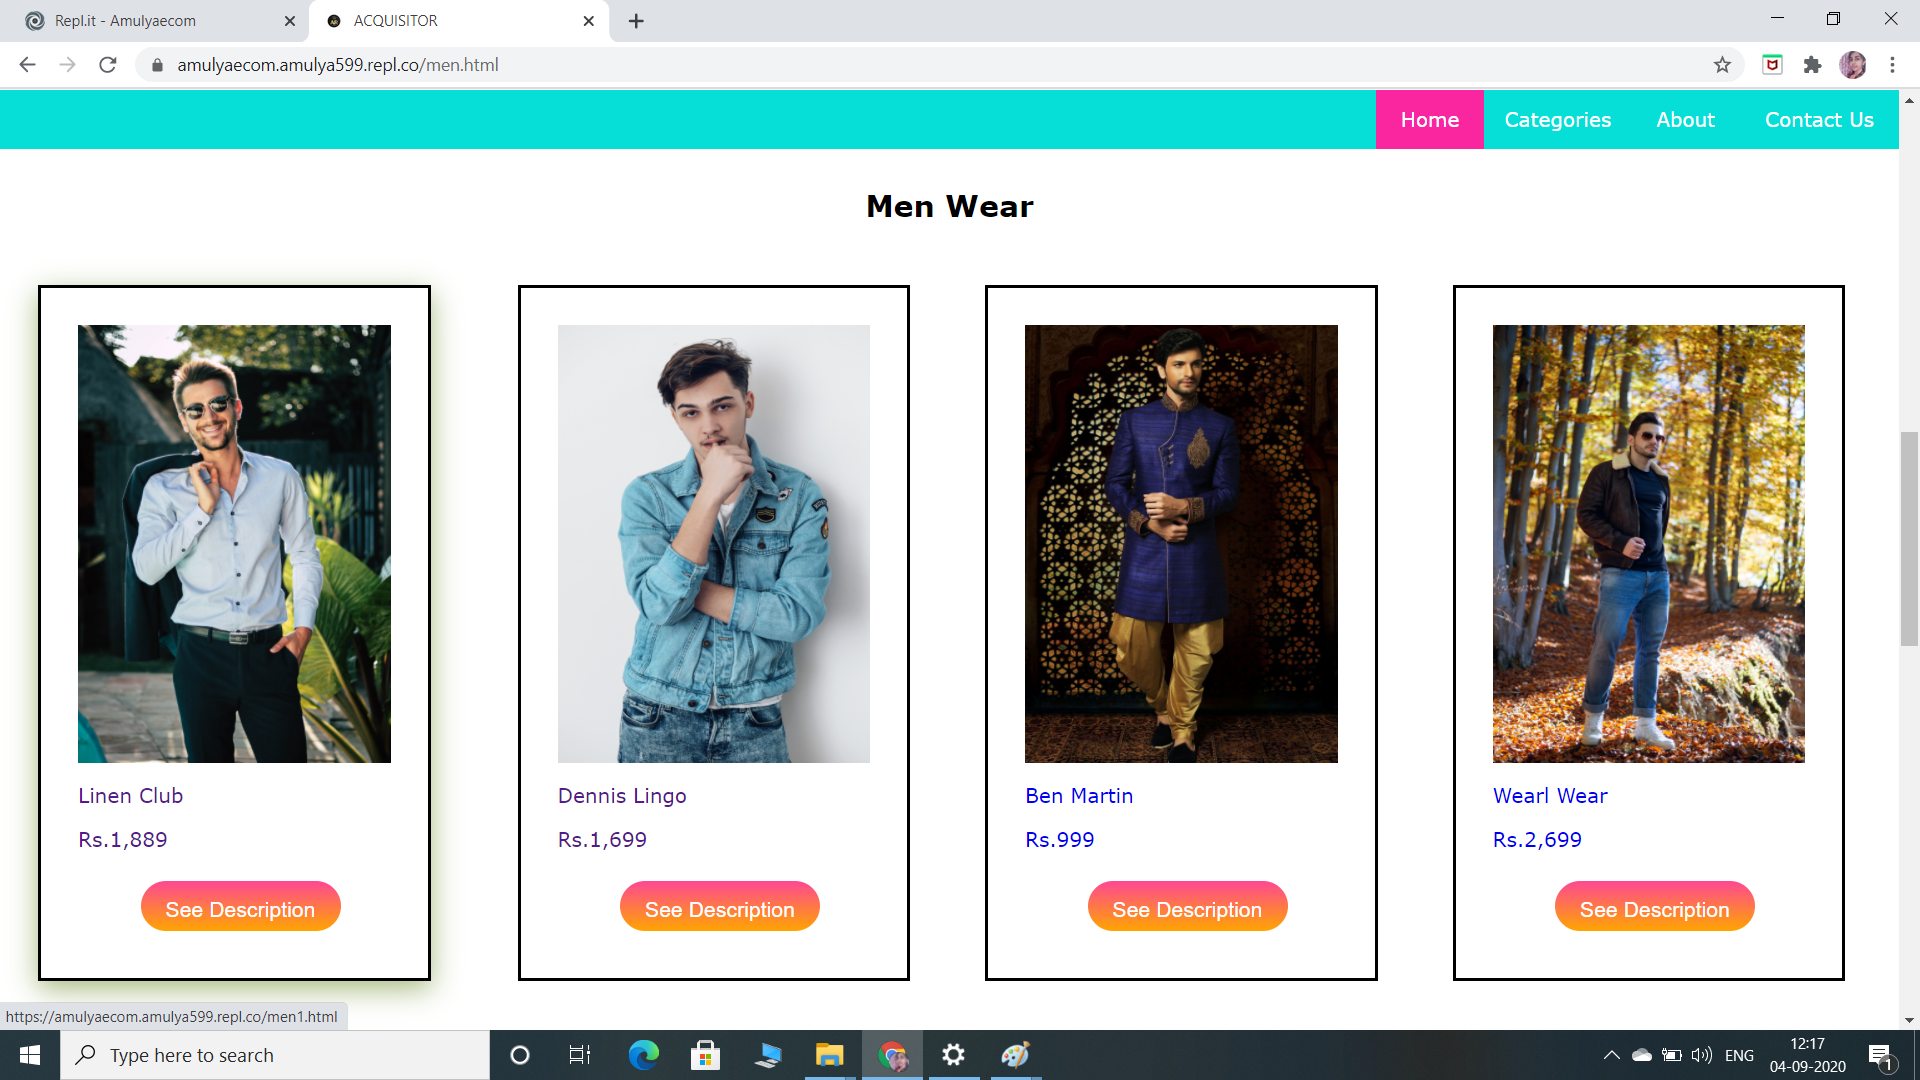 Repl.it - Amulyaecom
ACQUISITOR
amulyaecom.amulya599.repl.co/men.html
Home Categories About Contact Us
Men Wear
Linen Club
Rs.1,889
See Description
Dennis Lingo
Rs.1,699
See Description
Ben Martin
Rs.999
See Description
Wearl Wear
Rs.2,699
See Description
https://amulyaecom.amulya599.repl.co/men1.html
Type here to search
ENG
12:17
04-09-2020
1